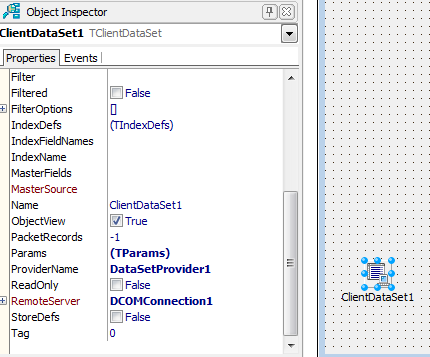 Object Inspector
ClientDataSet1 TClientDataSet
Properties Events
Filter
Filtered False
FilterOptions []
IndexDefs (TIndexDefs)
IndexFieldNames
IndexName
MasterFields
MasterSource
Name ClientDataSet1
ObjectView True
PacketRecords -1
Params (TParams)
ProviderName DataSetProvider1
ReadOnly False
RemoteServer DCOMConnection1
StoreDefs False
Tag 0
ClientDataSet1